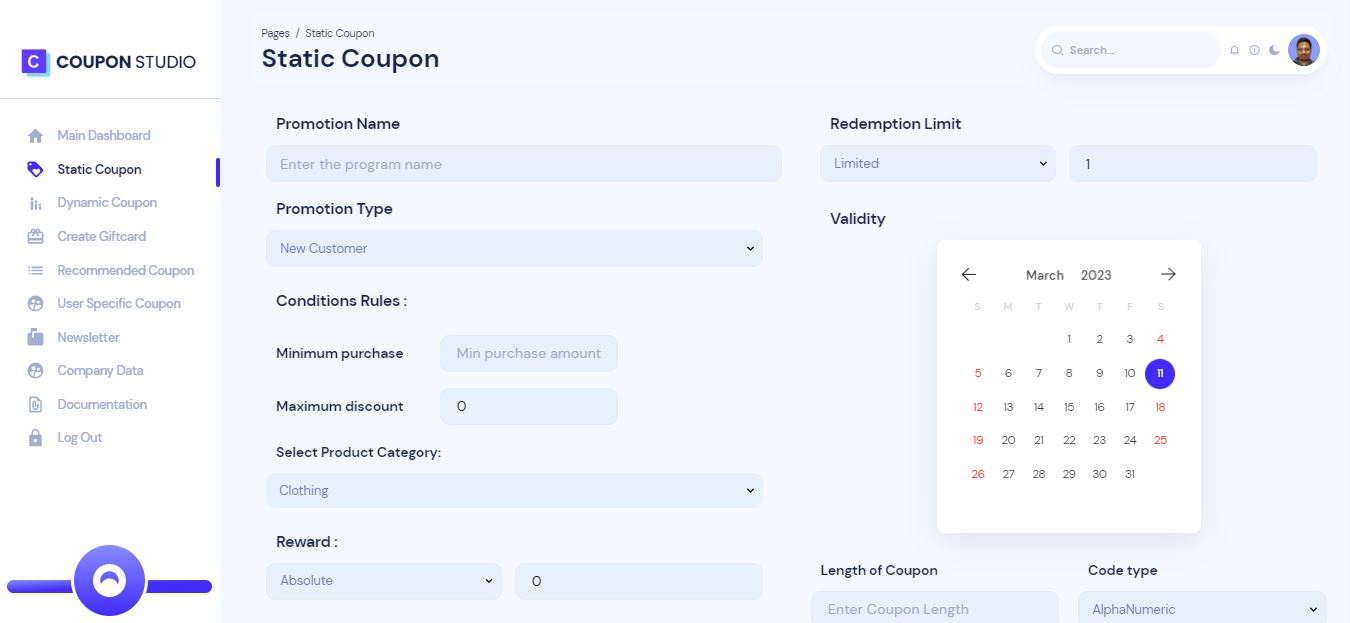 C COUPON STUDIO
Main Dashboard
Static Coupon
Dynamic Coupon
Create Giftcard
Recommended Coupon
User Specific Coupon
Newsletter
Company Data
Documentation
Log Out
Pages / Static Coupon
Static Coupon
Search...
Promotion Name
Enter the program name
Promotion Type
New Customer
Conditions Rules :
Minimum purchase
Min purchase amount
Maximum discount
0
Select Product Category:
Clothing
Reward :
Absolute
0
Redemption Limit
Limited
1
Validity
March 2023
S M T W T F S
1 2 3 4
5 6 7 8 9 10 11
12 13 14 15 16 17 18
19 20 21 22 23 24 25
26 27 28 29 30 31
Length of Coupon
Enter Coupon Length
Code type
AlphaNumeric